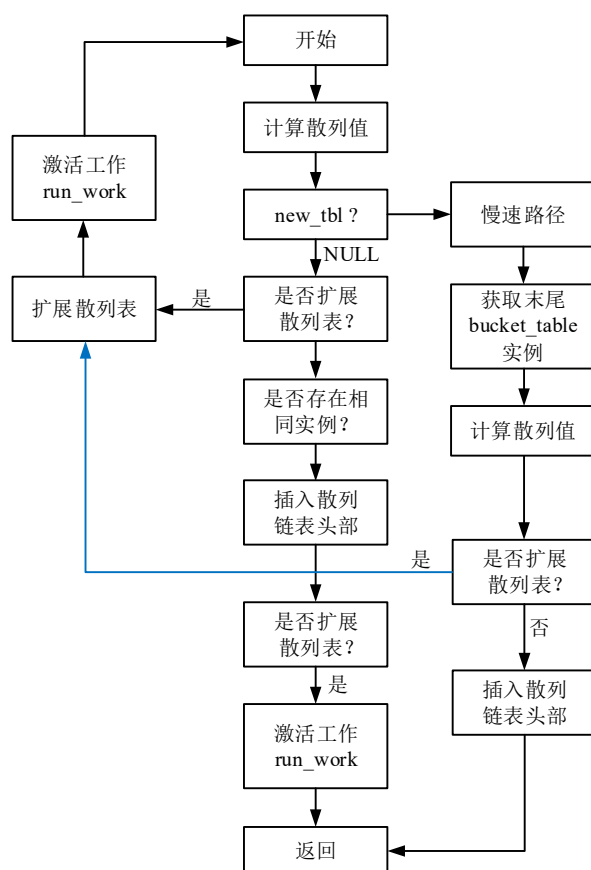 开始
计算散列值
激活工作
run_work
new_tbl ?
慢速路径
NULL
扩展散列表
是
是否扩展
散列表？
获取末尾
bucket_table
实例
是否存在相
同实例？
计算散列值
插入散列
链表头部
是
是否扩展
散列表？
是否扩展
散列表？
否
是
插入散列
链表头部
激活工作
run_work
返回